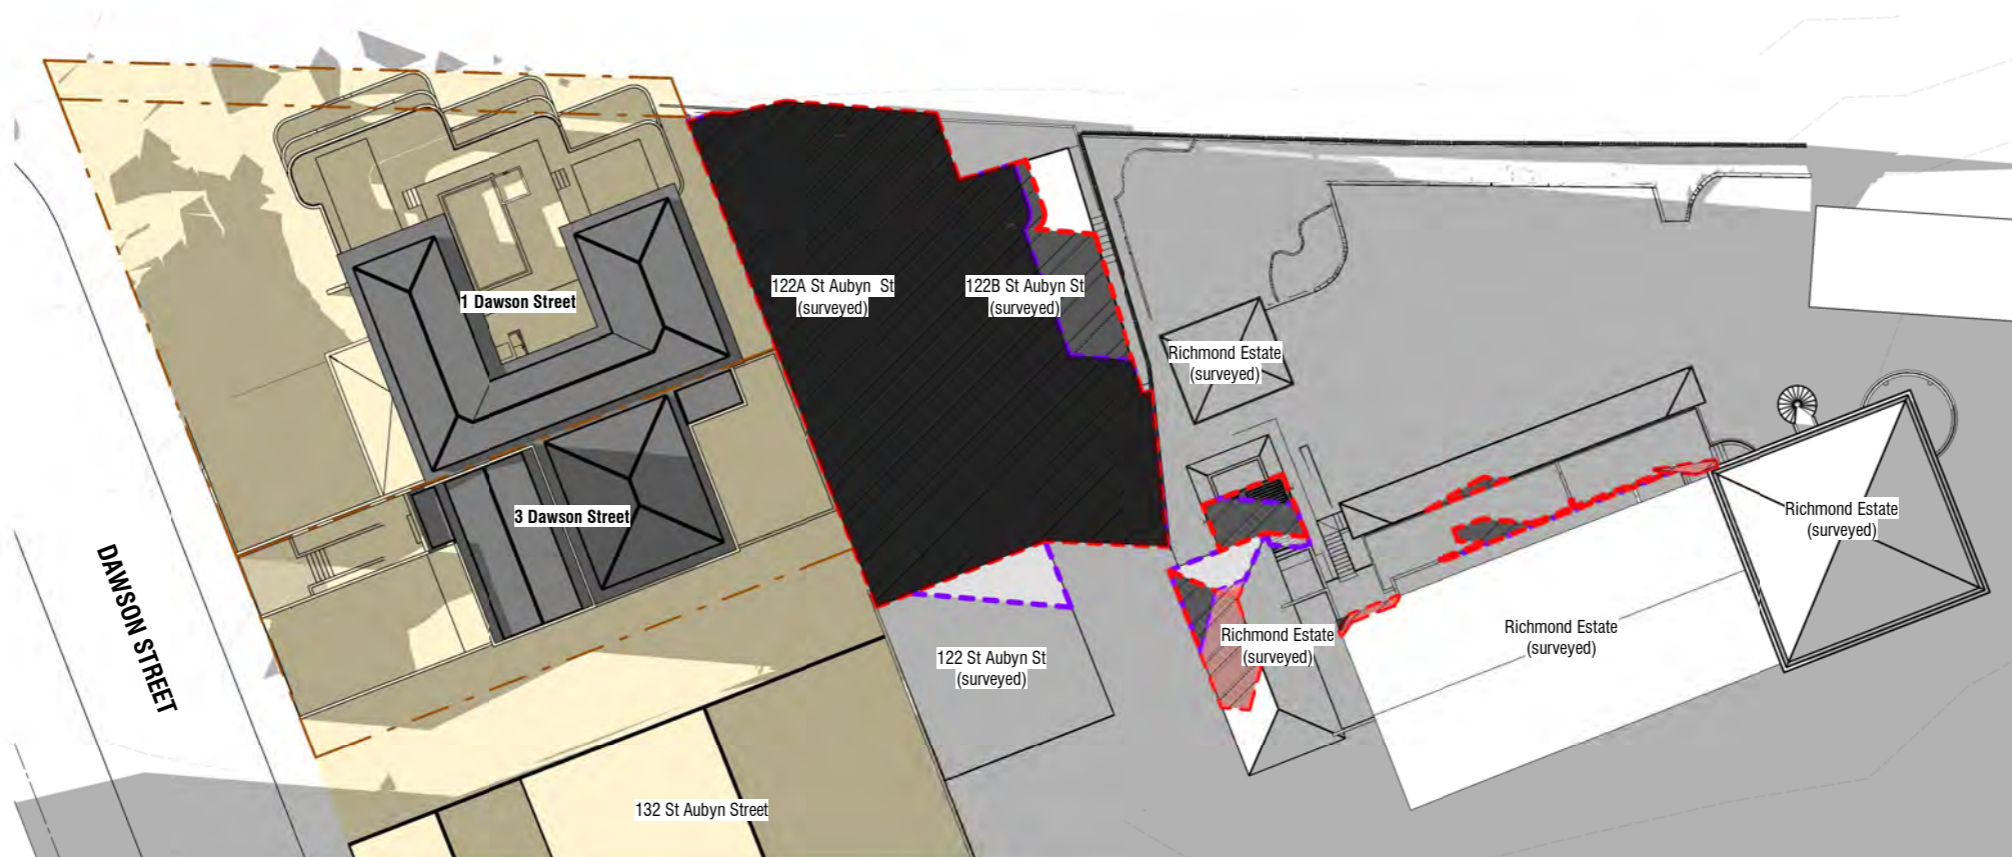 1 Dawson Street
122A St Aubyn St
(surveyed)
122B St Aubyn St
(surveyed)
Richmond Estate
(surveyed)
3 Dawson Street
Richmond Estate
(surveyed)
DAWSON STREET
122 St Aubyn St
(surveyed)
Richmond Estate
(surveyed)
Richmond Estate
(surveyed)
132 St Aubyn Street